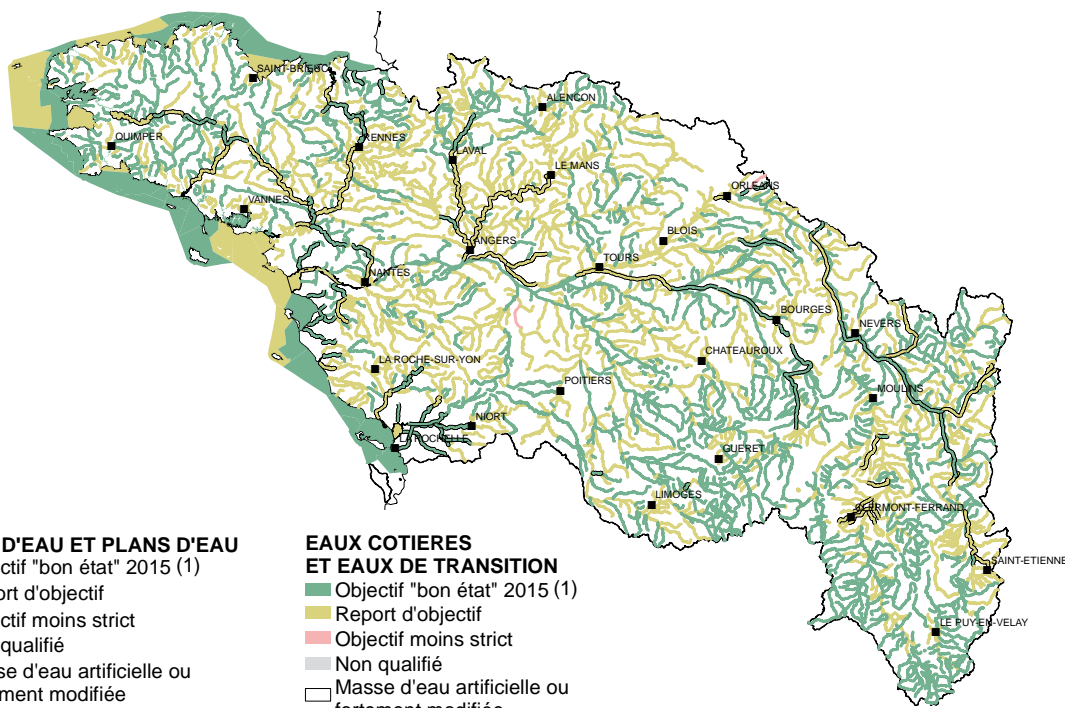 SAINT-BRIEUC
ALENCON
QUIMPER
RENNES
LAVAL
LE MANS
ORLEANS
VANNES
ANGERS
BLOIS
NANTES
TOURS
BOURGES
NEVERS
LA ROCHE-SUR-YON
CHATEAUROUX
POITIERS
MOULINS
NIORT
LA ROCHELLE
GUERET
LIMOGES
CLERMONT-FERRAND
SAINT-ETIENNE
LE PUY-EN-VELAY
D'EAU ET PLANS D'EAU
ctif "bon état" 2015 (1)
ort d'objectif
ctif moins strict
qualifié
se d'eau artificielle ou
ement modifiée
EAUX COTIERES
ET EAUX DE TRANSITION
Objectif "bon état" 2015 (1)
Report d'objectif
Objectif moins strict
Non qualifié
Masse d'eau artificielle ou
fortement modifiée